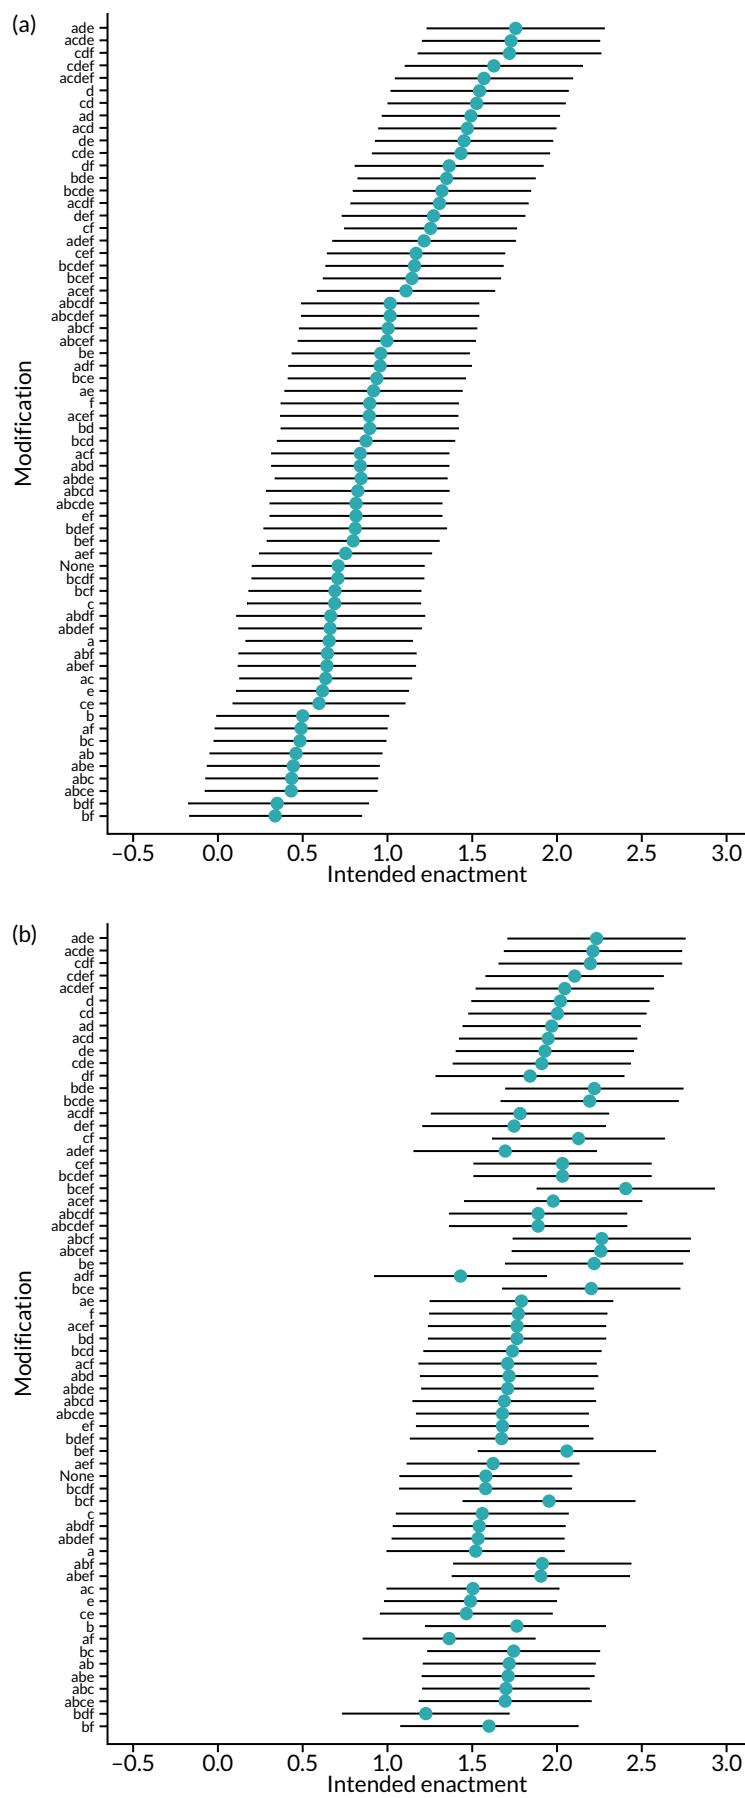 (a)
ade
acde
cdf
cdef
acdef
d
cd
ad
acd
de
cde
df
bde
bcde
acdf
def
cf
adef
cef
bcdef
bcef
acef
abcdf
abcdef
abcf
abcef
be
adf
bce
ae
f
acef
bd
bcd
acf
abd
abde
abcd
abcde
ef
bdef
bef
aef
None
bcdf
bcf
c
abdf
abdef
a
abf
abef
ac
e
ce
b
af
bc
ab
abe
abc
abce
bdf
bf
Modification
–0.5 0.0 0.5 1.0 1.5 2.0 2.5 3.0
Intended enactment
(b)
ade
acde
cdf
cdef
acdef
d
cd
ad
acd
de
cde
df
bde
bcde
acdf
def
cf
adef
cef
bcdef
bcef
acef
abcdf
abcdef
abcf
abcef
be
adf
bce
ae
f
acef
bd
bcd
acf
abd
abde
abcd
abcde
ef
bdef
bef
aef
None
bcdf
bcf
c
abdf
abdef
a
abf
abef
ac
e
ce
b
af
bc
ab
abe
abc
abce
bdf
bf
Modification
–0.5 0.0 0.5 1.0 1.5 2.0 2.5 3.0
Intended enactment